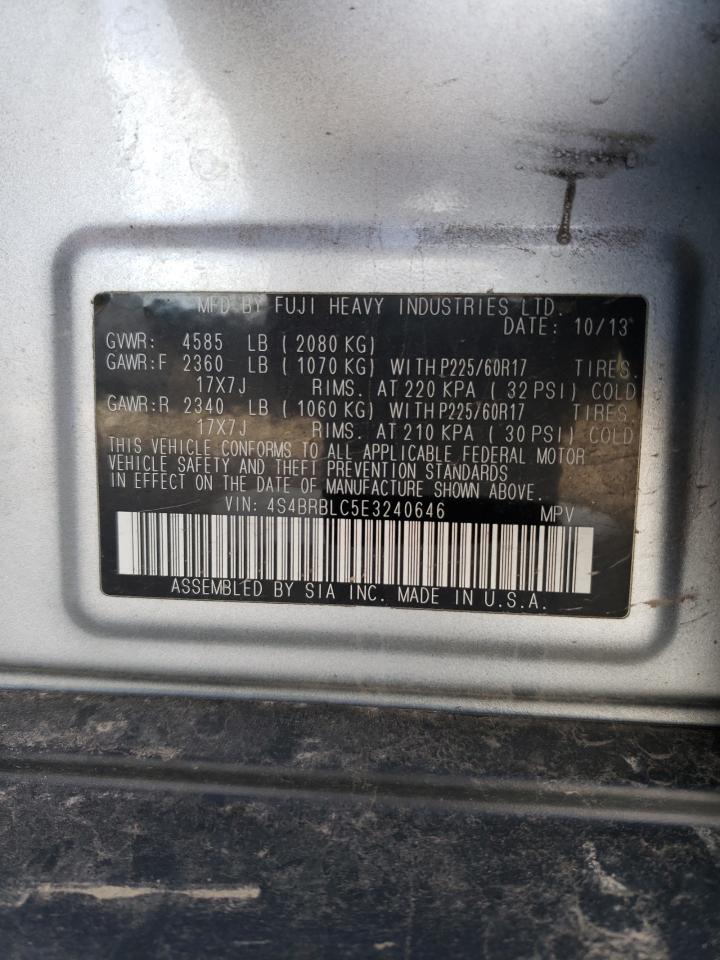 MFD BY FUJI HEAVY INDUSTRIES LTD.
DATE: 10/13
GVWR: 4585 LB (2080 KG)
GAWR:F 2360 LB (1070 KG) WITH P225/60R17 TIRES.
17X7J RIMS. AT 220 KPA (32 PSI) COLD
GAWR:R 2340 LB (1060 KG) WITH P225/60R17 TIRES.
17X7J RIMS. AT 210 KPA (30 PSI) COLD
THIS VEHICLE CONFORMS TO ALL APPLICABLE FEDERAL MOTOR
VEHICLE SAFETY AND THEFT PREVENTION STANDARDS
IN EFFECT ON THE DATE OF MANUFACTURE SHOWN ABOVE.
VIN: 4S4BRBLC5E3240646 MPV
ASSEMBLED BY SIA INC. MADE IN U.S.A.